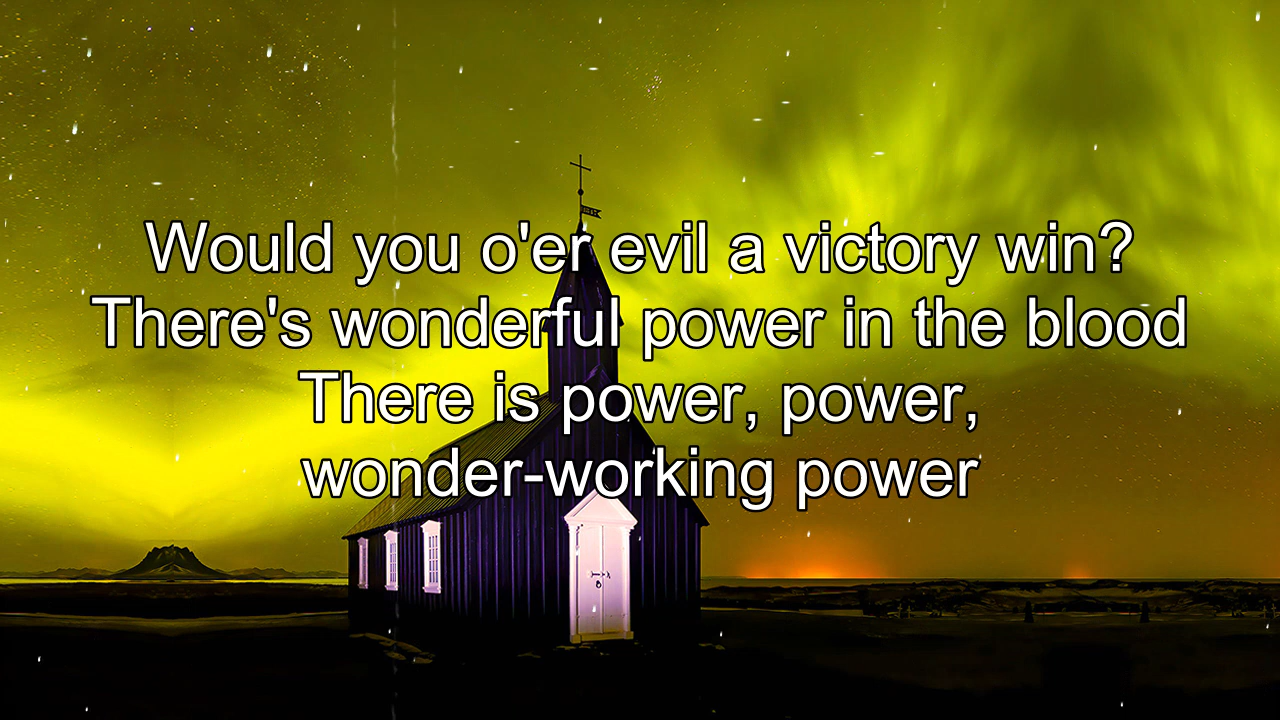 Would you o'er evil a victory win?
There's wonderful power in the blood
There is power, power,
wonder-working power